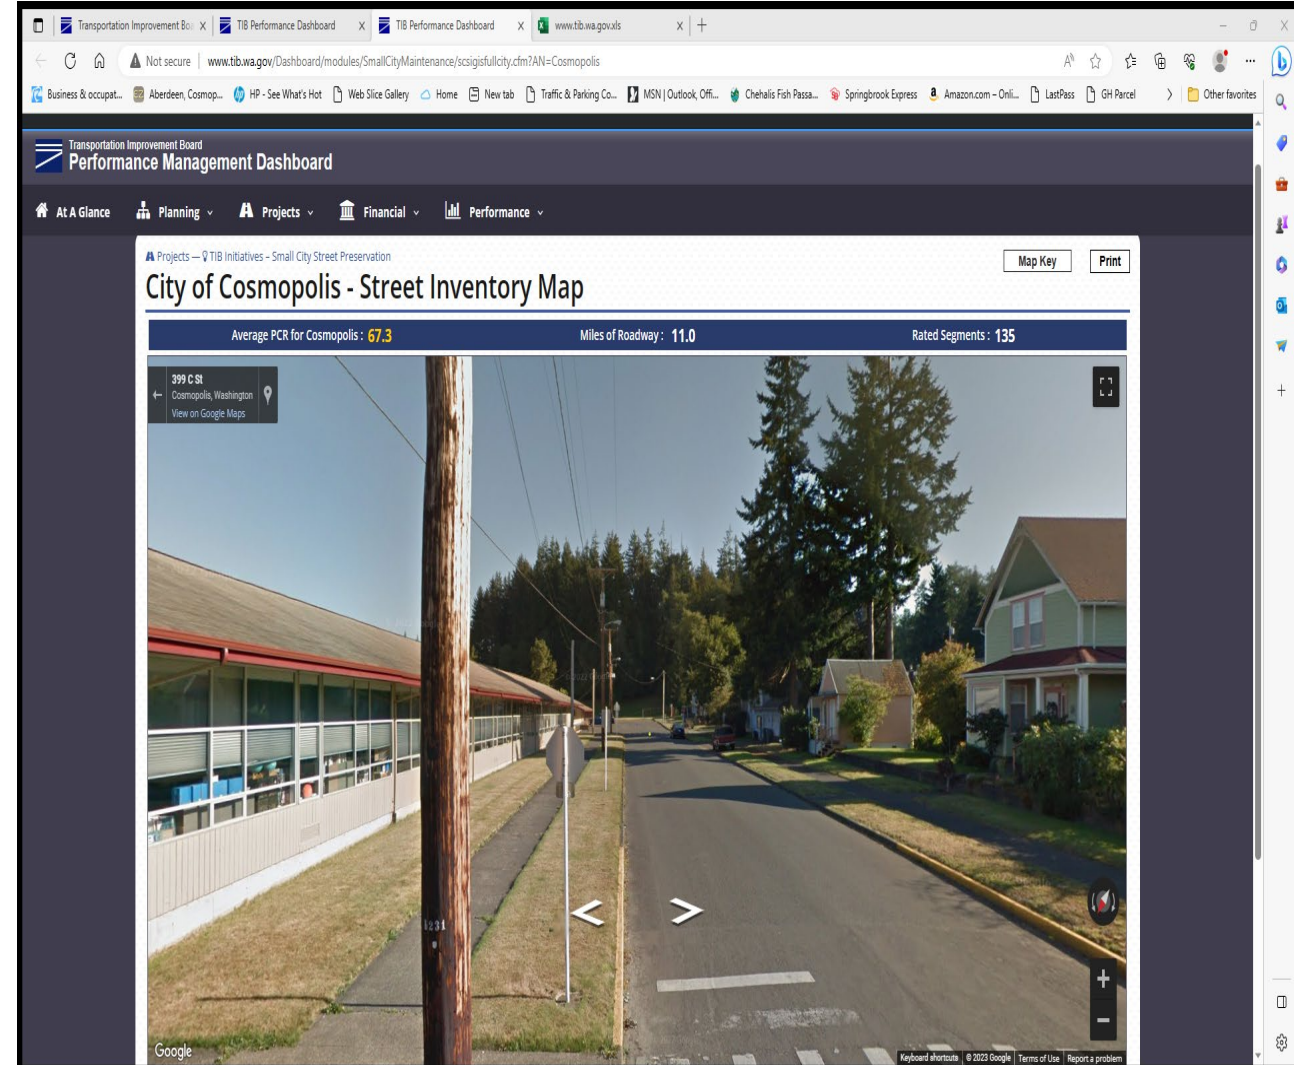 Transportation Improvement Boa
TIB Performance Dashboard
TIB Performance Dashboard
www.tib.wa.gov.xls
Not secure | www.tib.wa.gov/Dashboard/modules/SmallCityMaintenance/scsigisfullcity.cfm?AN=Cosmopolis
Business & occupat... Aberdeen, Cosmop... HP - See What's Hot Web Slice Gallery Home New tab Traffic & Parking Co... MSN | Outlook, Offi... Chehalis Fish Passa... Springbrook Express Amazon.com – Onli... LastPass GH Parcel Other favorites
Transportation Improvement Board
Performance Management Dashboard
At A Glance Planning Projects Financial Performance
Projects — TIB Initiatives – Small City Street Preservation
Map Key Print
City of Cosmopolis - Street Inventory Map
Average PCR for Cosmopolis : 67.3 Miles of Roadway : 11.0 Rated Segments : 135
399 C St
Cosmopolis, Washington
View on Google Maps
1231
Google
Keyboard shortcuts © 2023 Google Terms of Use Report a problem